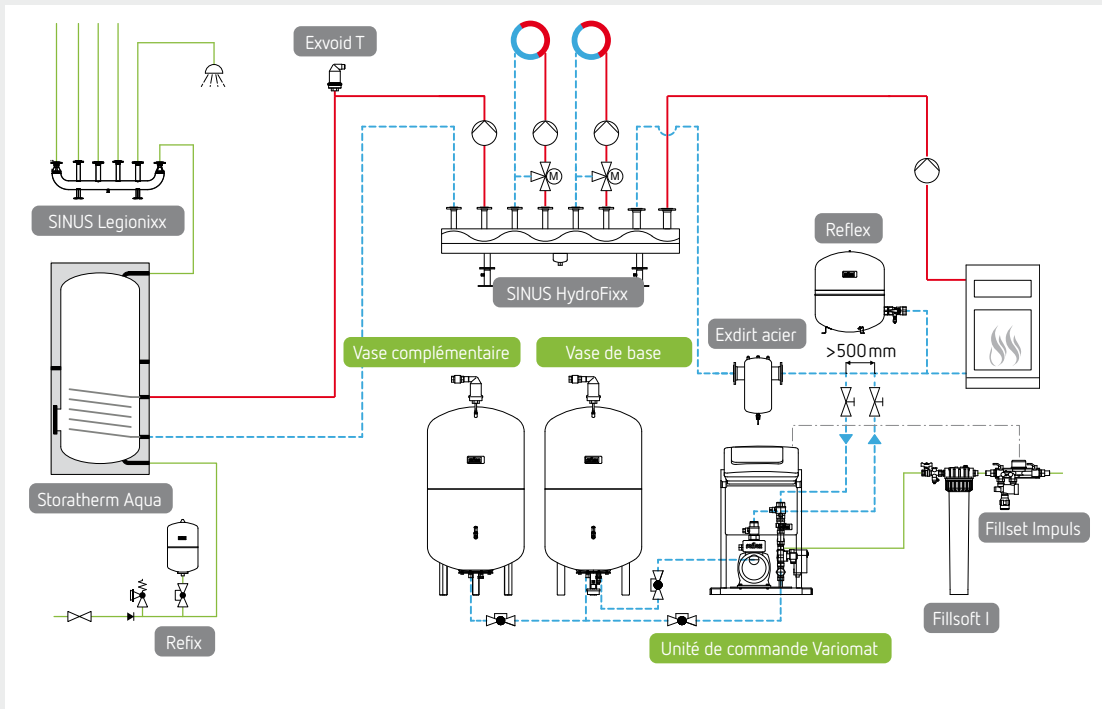 Exvoid T
SINUS Legionixx
SINUS HydroFixx
M
M
Reflex
Exdirt acier
>500 mm
Vase complémentaire
Vase de base
Storatherm Aqua
Refix
Fillset Impuls
Fillsoft I
Unité de commande Variomat